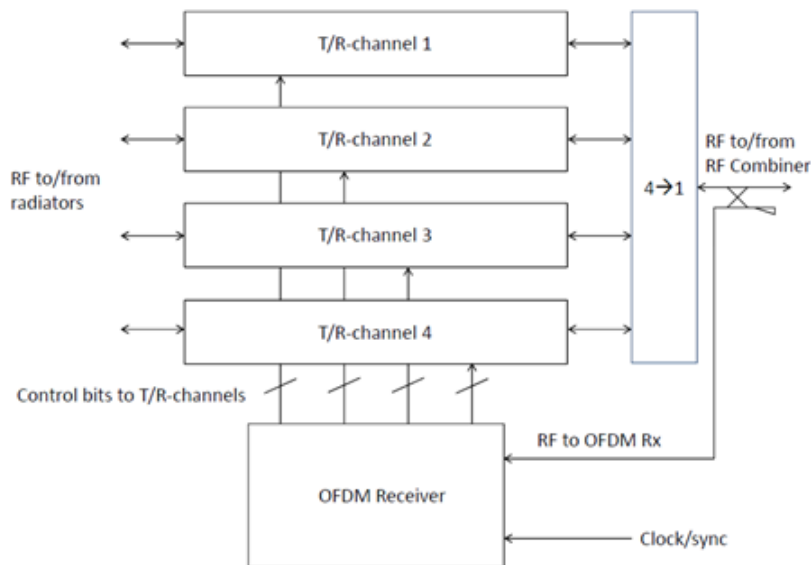 T/R-channel 1
T/R-channel 2
RF to/from
RF Combiner
RF to/from
radiators
4→1
T/R-channel 3
T/R-channel 4
Control bits to T/R-channels
RF to OFDM Rx
OFDM Receiver
Clock/sync